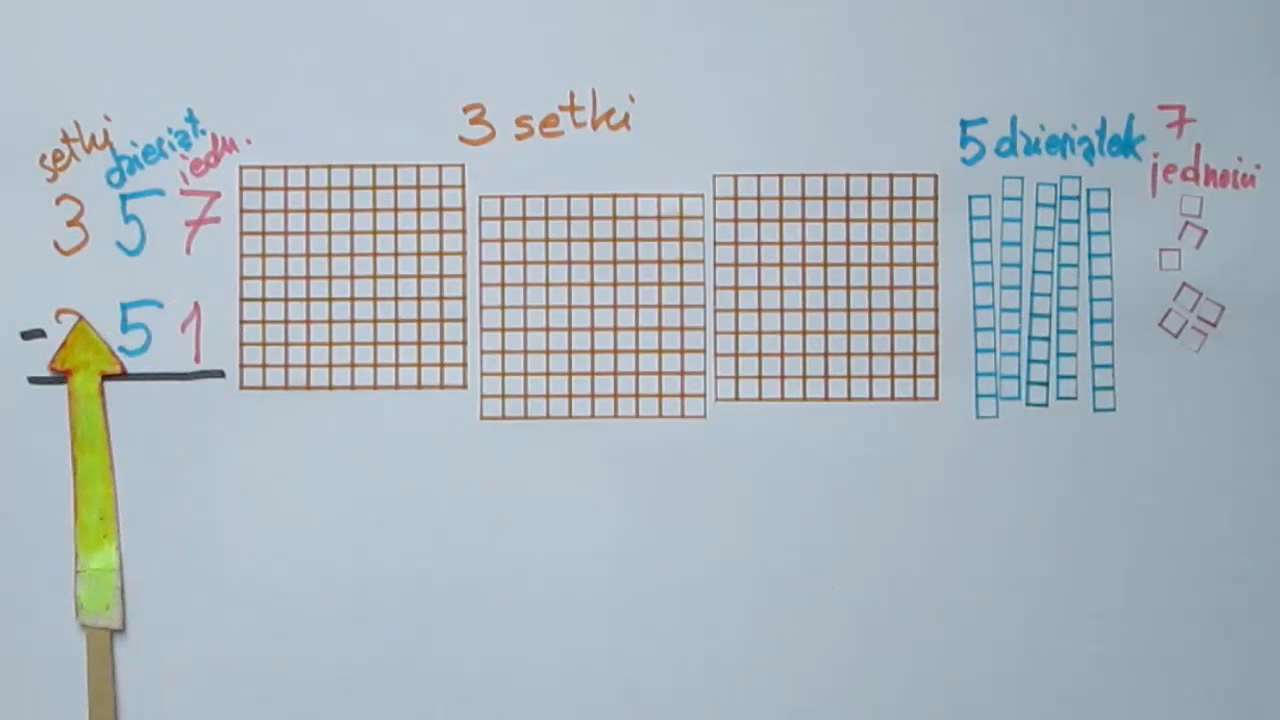 setki dziesiąt. jedn.
3 5 7
- 5 1
3 setki
5 dziesiątek
7
jedności